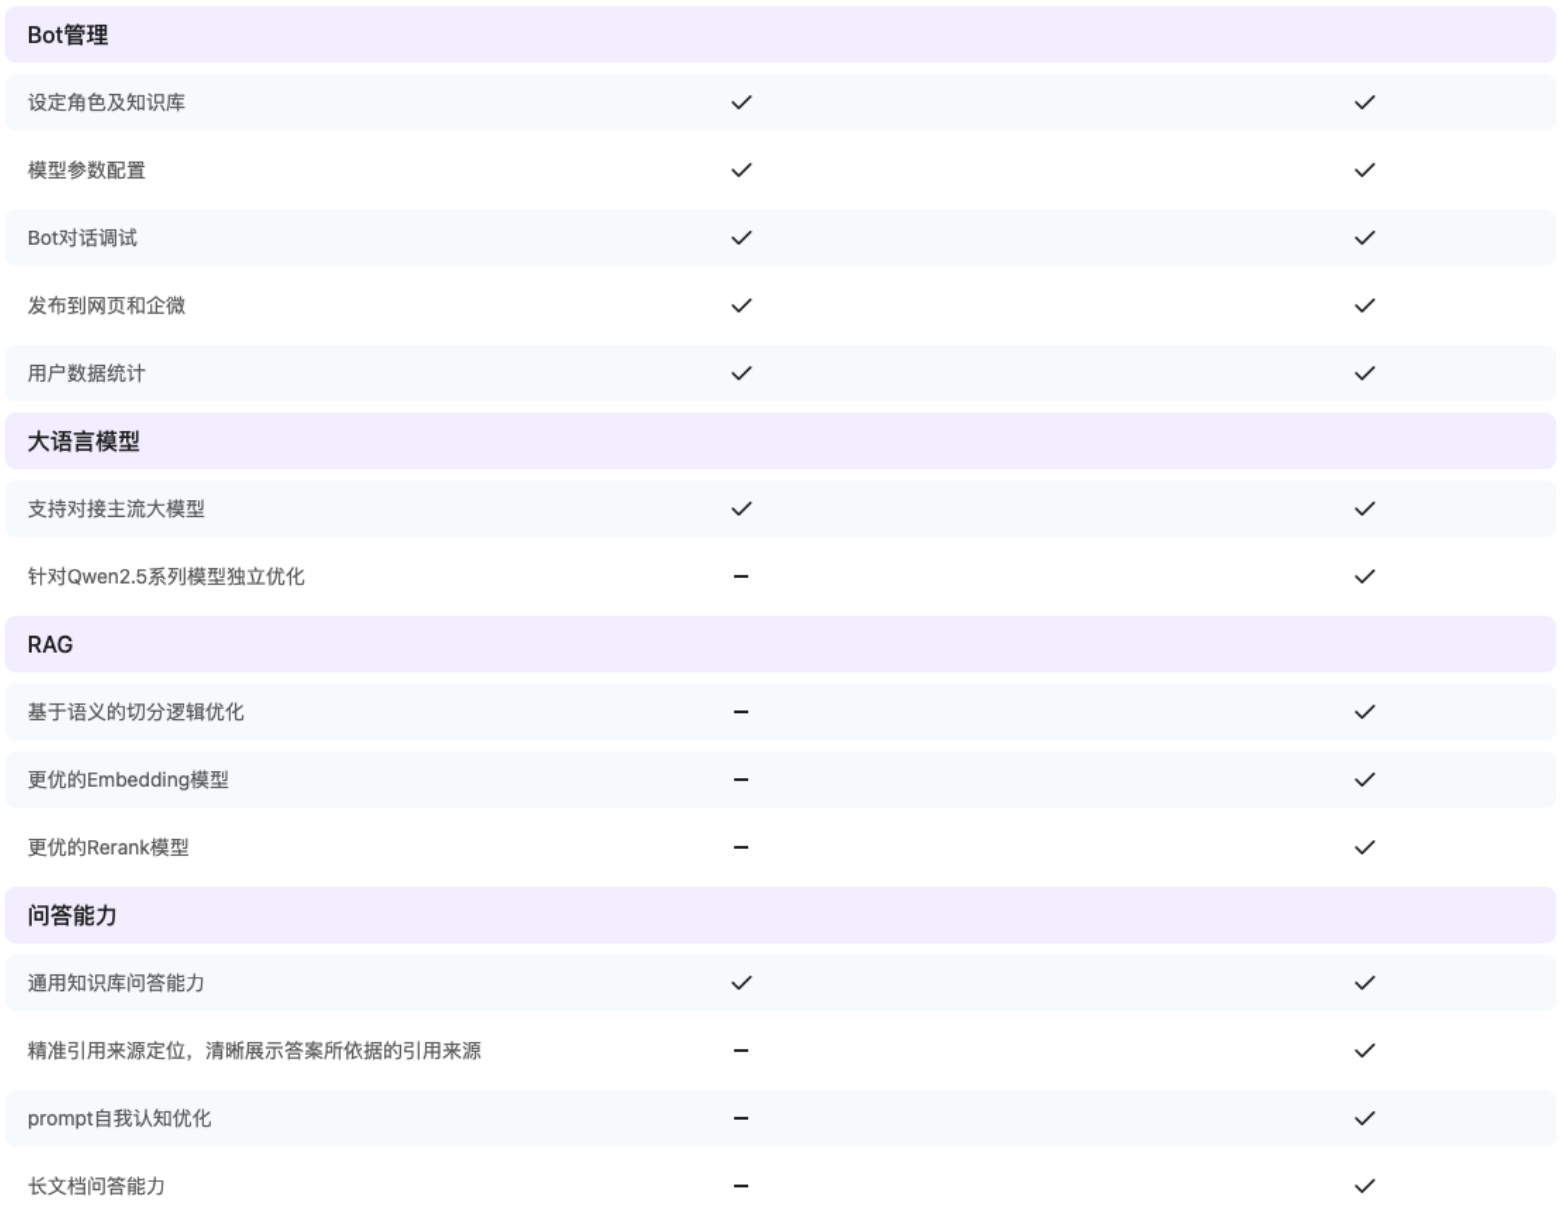 Bot管理
设定角色及知识库 ✓ ✓
模型参数配置 ✓ ✓
Bot对话调试 ✓ ✓
发布到网页和企微 ✓ ✓
用户数据统计 ✓ ✓
大语言模型
支持对接主流大模型 ✓ ✓
针对Qwen2.5系列模型独立优化 – ✓
RAG
基于语义的切分逻辑优化 – ✓
更优的Embedding模型 – ✓
更优的Rerank模型 – ✓
问答能力
通用知识库问答能力 ✓ ✓
精准引用来源定位，清晰展示答案所依据的引用来源 – ✓
prompt自我认知优化 – ✓
长文档问答能力 – ✓